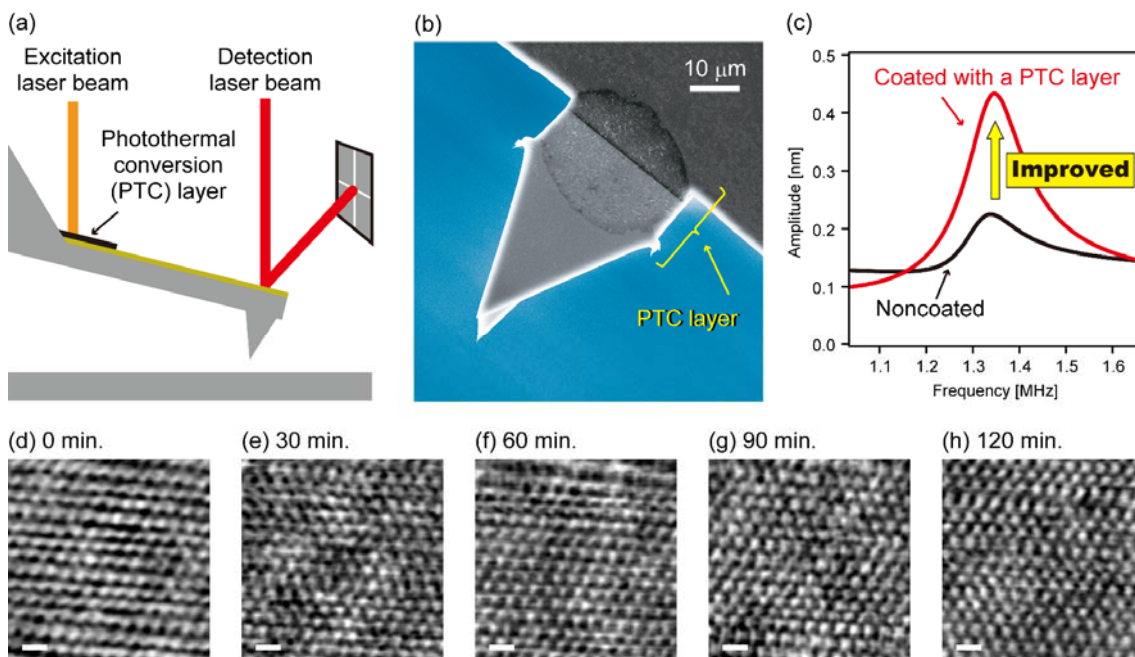 (a)
Excitation
laser beam
Detection
laser beam
Photothermal
conversion
(PTC) layer
(b)
10 μm
PTC layer
(c)
Coated with a PTC layer
Improved
Noncoated
Amplitude [nm]
0.5
0.4
0.3
0.2
0.1
0.0
1.1 1.2 1.3 1.4 1.5 1.6
Frequency [MHz]
(d) 0 min.
(e) 30 min.
(f) 60 min.
(g) 90 min.
(h) 120 min.